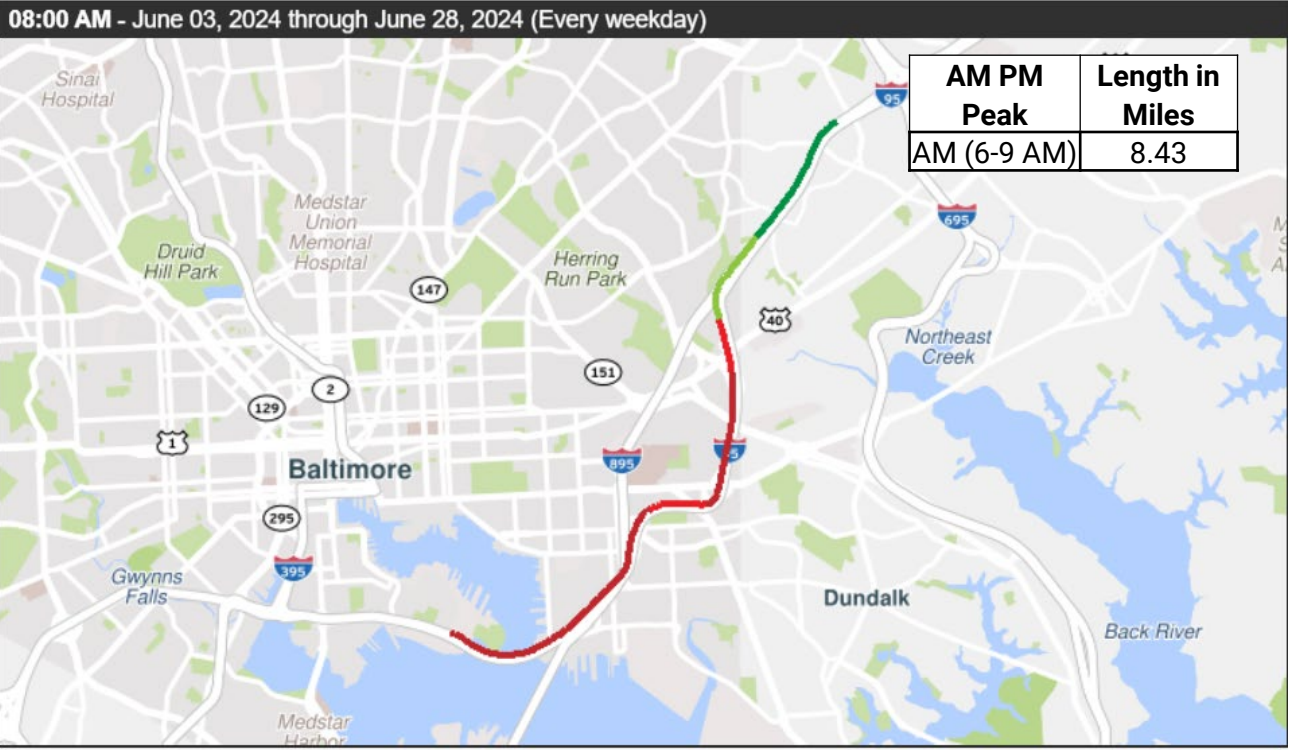 08:00 AM - June 03, 2024 through June 28, 2024 (Every weekday)
AM PM Peak
Length in Miles
AM (6-9 AM)
8.43
95
Sinai
Hospital
695
Medstar
Union
Memorial
Hospital
Druid
Hill Park
Herring
Run Park
147
40
Northeast
Creek
151
2
129
1
895
Baltimore
295
395
Gwynns
Falls
Dundalk
Back River
Medstar
Harbor